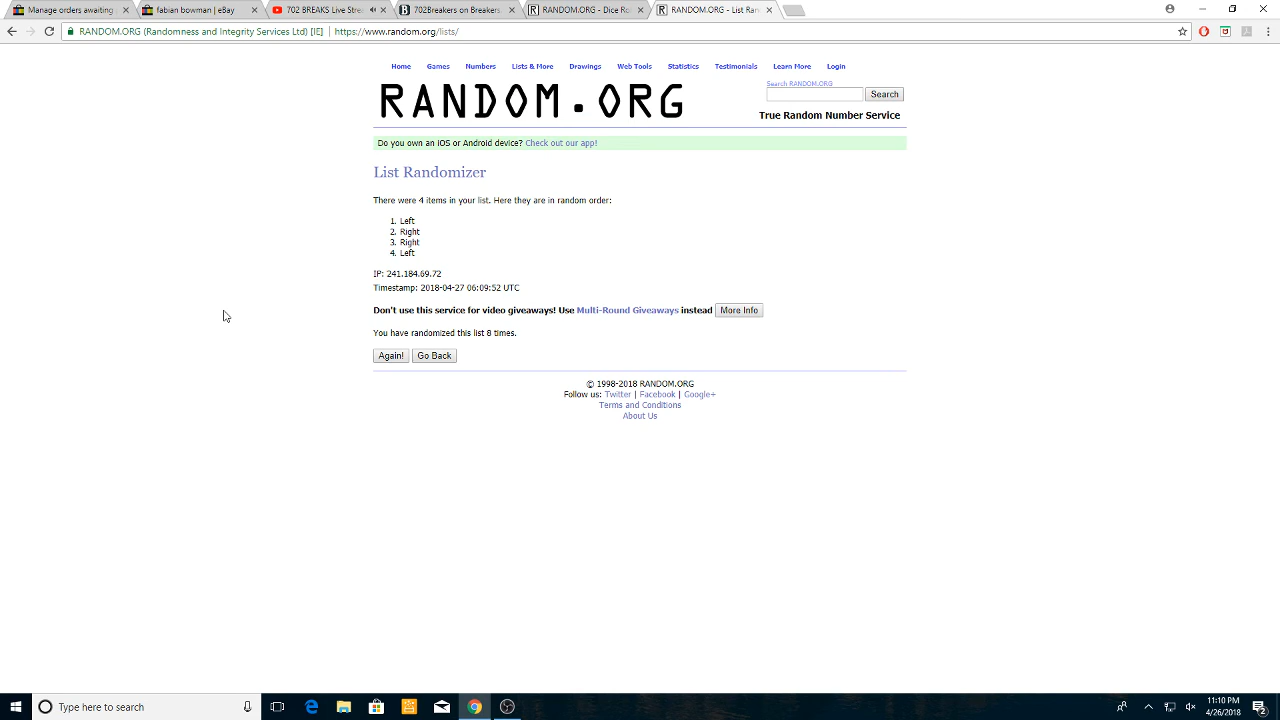 Manage orders awaiting
fabian bowman | eBay
702 BREAKS Live Stre
702Breakers on Breakers.
RANDOM.ORG - Dice Ro
RANDOM.ORG - List Ran
RANDOM.ORG (Randomness and Integrity Services Ltd) [IE] | https://www.random.org/lists/
Home Games Numbers Lists & More Drawings Web Tools Statistics Testimonials Learn More Login
RANDOM.ORG
Search RANDOM.ORG
Search
True Random Number Service
Do you own an iOS or Android device? Check out our app!
List Randomizer
There were 4 items in your list. Here they are in random order:
1. Left
2. Right
3. Right
4. Left
IP: 241.184.69.72
Timestamp: 2018-04-27 06:09:52 UTC
Don't use this service for video giveaways! Use Multi-Round Giveaways instead More Info
You have randomized this list 8 times.
Again! Go Back
© 1998-2018 RANDOM.ORG
Follow us: Twitter | Facebook | Google+
Terms and Conditions
About Us
Type here to search
11:10 PM
4/26/2018
2